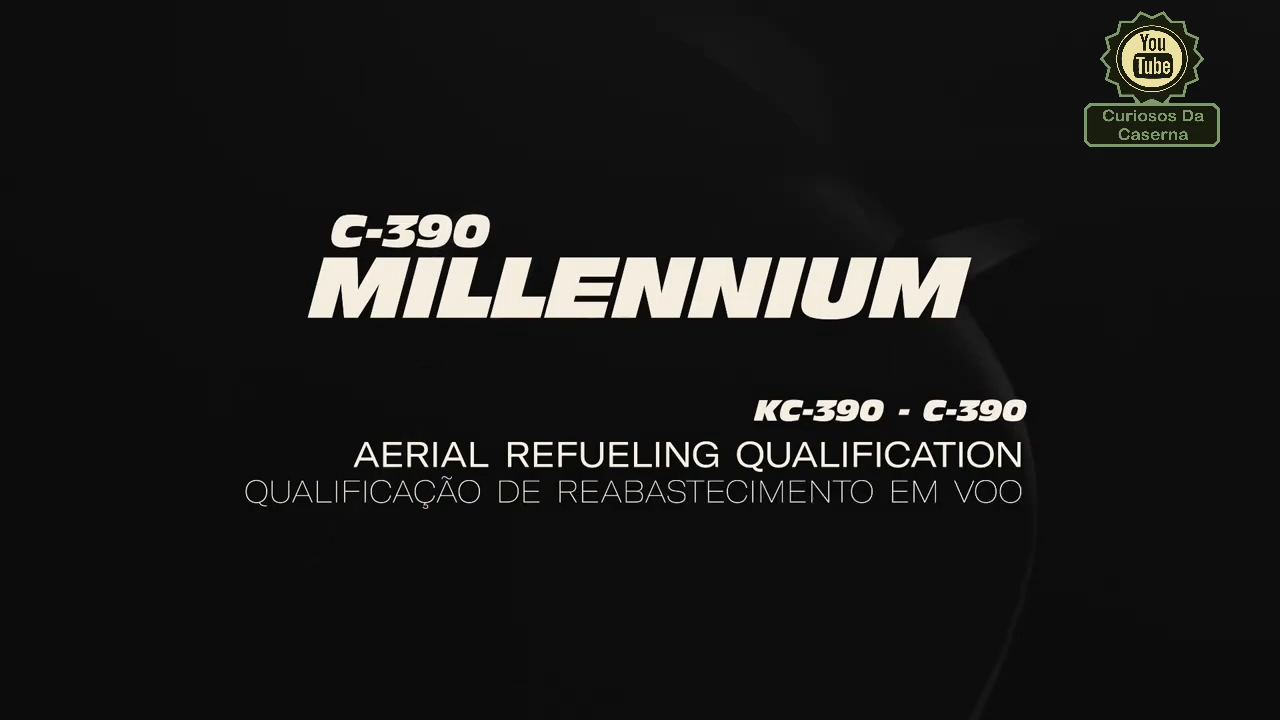 You
Tube
Curiosos Da
Caserna
C-390
MILLENNIUM
KC-390 - C-390
AERIAL REFUELING QUALIFICATION
QUALIFICAÇÃO DE REABASTECIMENTO EM VOO